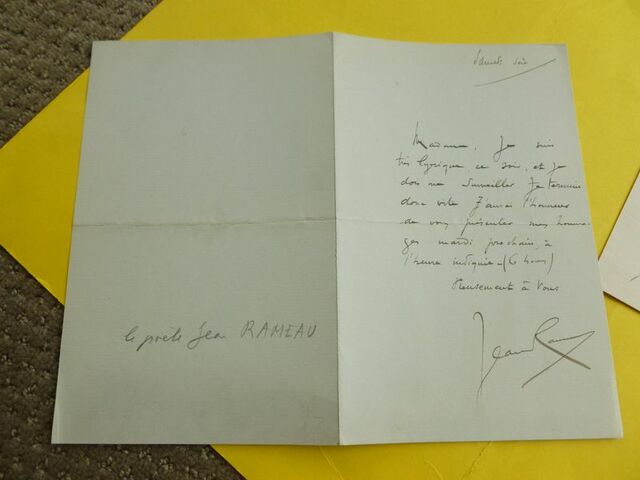 le poète Jean RAMEAU
Samedi soir
Madame, Je suis
très lyrique, ce soir, et je
dois me surveiller. Je termine
donc vite. J'aurai l'honneur
de vous présenter mes homma-
ges mardi prochain, à
l'heure indiquée - (6 heures)
à Vous
Jean Rameau